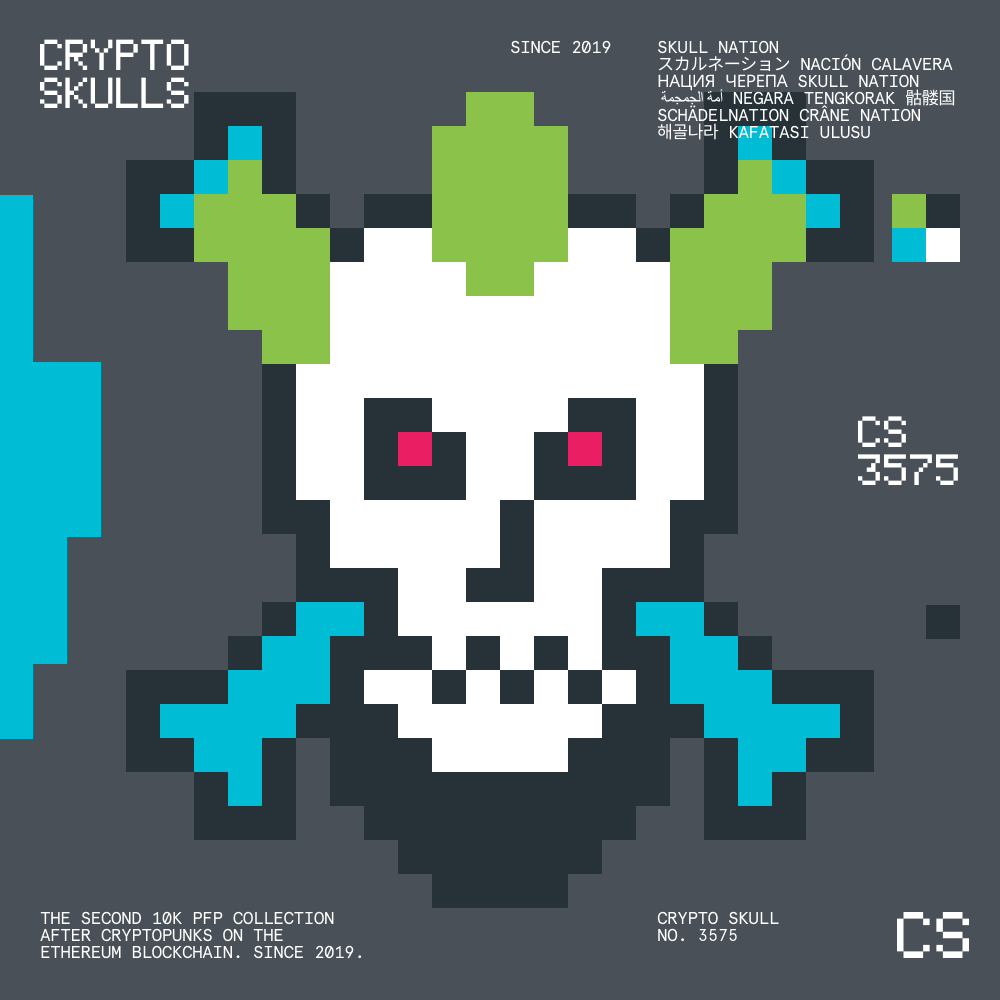 CRYPTO
SKULLS
SINCE 2019
SKULL NATION
スカルネーション NACIÓN CALAVERA
НАЦИЯ ЧЕРЕПА SKULL NATION
أمة الجمجمة NEGARA TENGKORAK 骷髅国
SCHÄDELNATION CRÂNE NATION
해골나라 KAFATASI ULUSU
CS
3575
THE SECOND 10K PFP COLLECTION
AFTER CRYPTOPUNKS ON THE
ETHEREUM BLOCKCHAIN. SINCE 2019.
CRYPTO SKULL
NO. 3575
CS